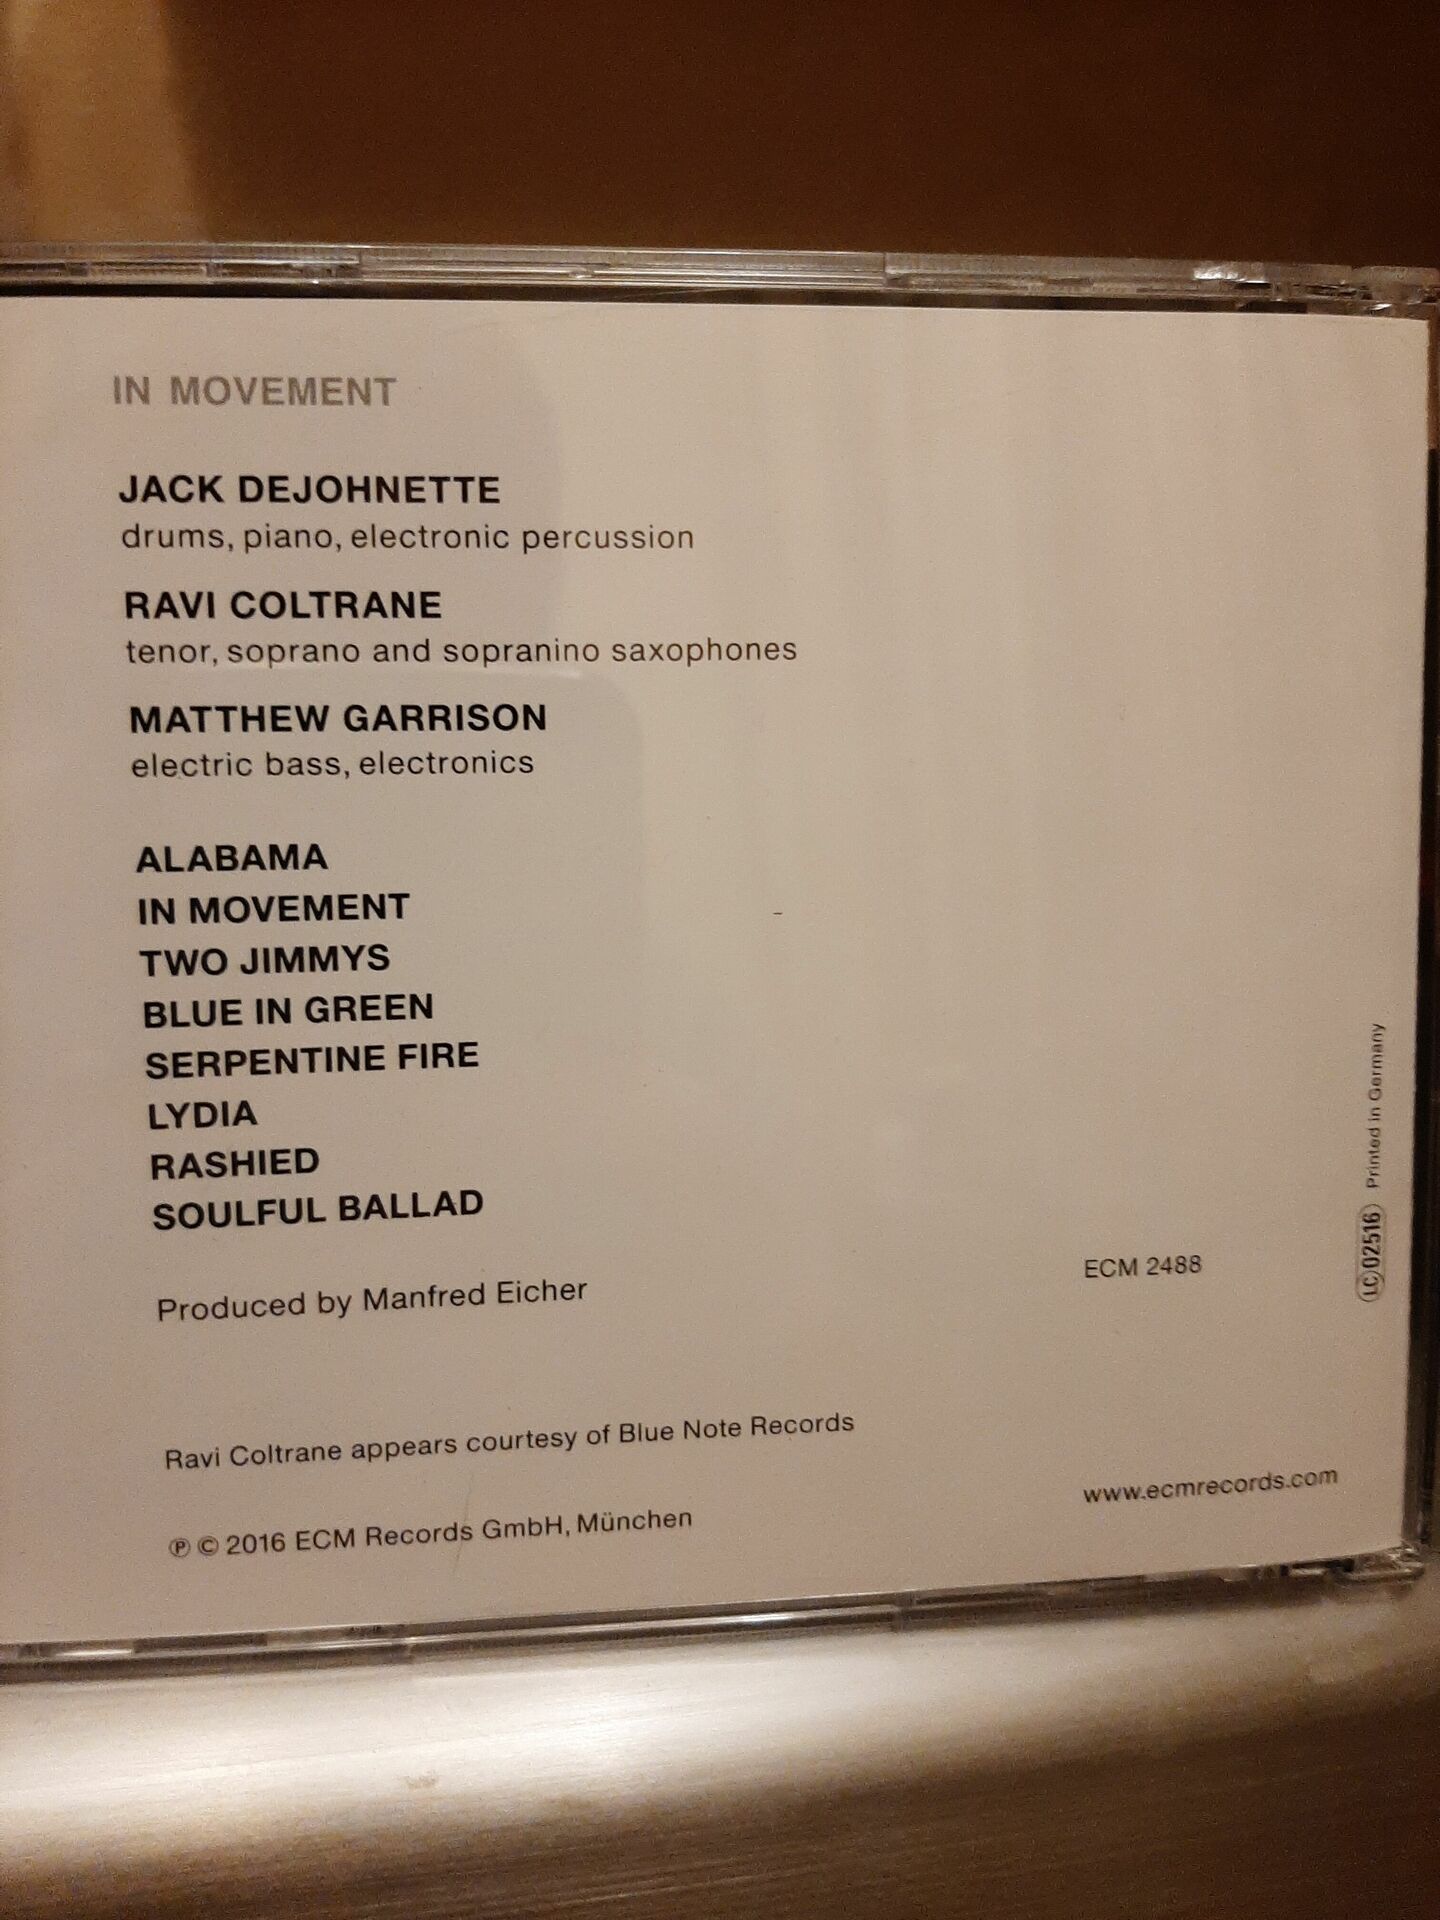 IN MOVEMENT
JACK DEJOHNETTE
drums, piano, electronic percussion
RAVI COLTRANE
tenor, soprano and sopranino saxophones
MATTHEW GARRISON
electric bass, electronics
ALABAMA
IN MOVEMENT
TWO JIMMYS
BLUE IN GREEN
SERPENTINE FIRE
LYDIA
RASHIED
SOULFUL BALLAD
Produced by Manfred Eicher
ECM 2488
Ravi Coltrane appears courtesy of Blue Note Records
℗ © 2016 ECM Records GmbH, München
www.ecmrecords.com
LC 02516 Printed in Germany